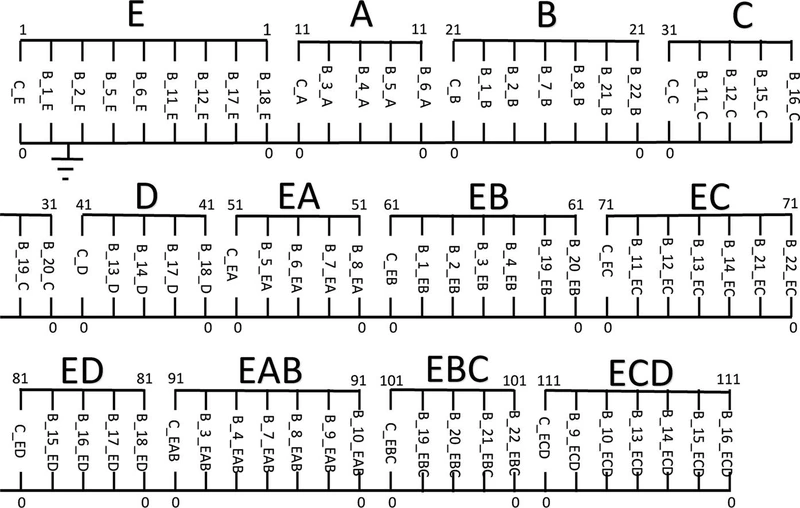 E A B C
1 1 11 11 21 21 31
C_E B_1_E B_2_E B_5_E B_6_E B_11_E B_12_E B_17_E B_18_E C_A B_3_A B_4_A B_5_A B_6_A C_B B_1_B B_2_B B_7_B B_8_B B_21_B B_22_B C_C B_11_C B_12_C B_15_C B_16_C
0 0 0 0 0 0 0
D EA EB EC
31 41 41 51 51 61 61 71 71
B_19_C B_20_C C_D B_13_D B_14_D B_17_D B_18_D C_EA B_5_EA B_6_EA B_7_EA B_8_EA C_EB B_1_EB B_2_EB B_3_EB B_4_EB B_19_EB B_20_EB C_EC B_11_EC B_12_EC B_13_EC B_14_EC B_21_EC B_22_EC
0 0 0 0 0 0 0 0 0
ED EAB EBC ECD
81 81 91 91 101 101 111 111
C_ED B_15_ED B_16_ED B_17_ED B_18_ED C_EAB B_3_EAB B_4_EAB B_7_EAB B_8_EAB B_9_EAB B_10_EAB C_EBC B_19_EBC B_20_EBC B_21_EBC B_22_EBC C_ECD B_9_ECD B_10_ECD B_13_ECD B_14_ECD B_15_ECD B_16_ECD
0 0 0 0 0 0 0 0